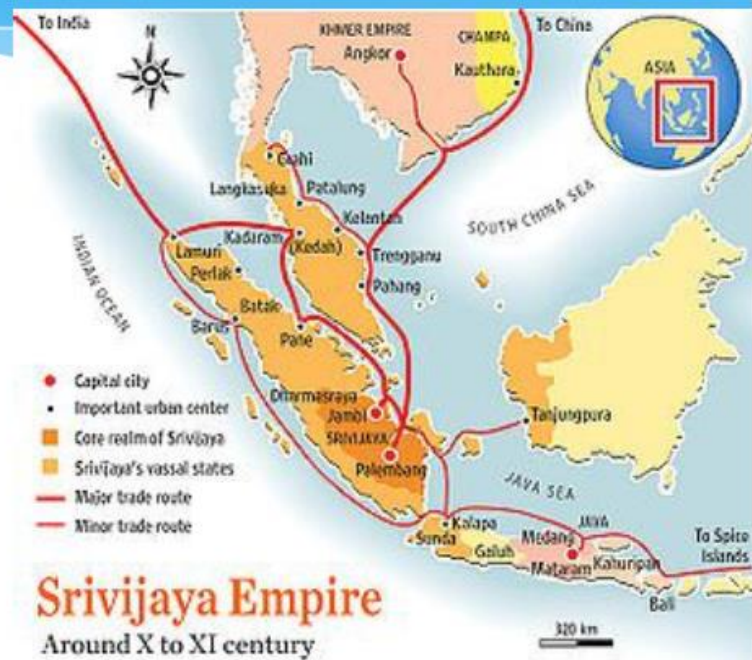 To India
N
KHMER EMPIRE
Angkor
CHAMPA
Kauthara
To China
ASIA
Grahi
Langkasuka
Patalung
Kelantan
SOUTH CHINA SEA
Kadaram
(Kedah)
Trengganu
Pahang
Lamuri
Perlak
INDIAN OCEAN
Batak
Barus
Pane
Capital city
Important urban center
Core realm of Srivijaya
Srivijaya's vassal states
Major trade route
Minor trade route
Dharmasraya
Jambi
SRIVIJAYA
Palembang
Tanjungpura
JAVA SEA
Kalapa
Sunda
Galuh
JAVA
Medang
Mataram
Kahuripan
Bali
To Spice
Islands
Srivijaya Empire
Around X to XI century
320 km